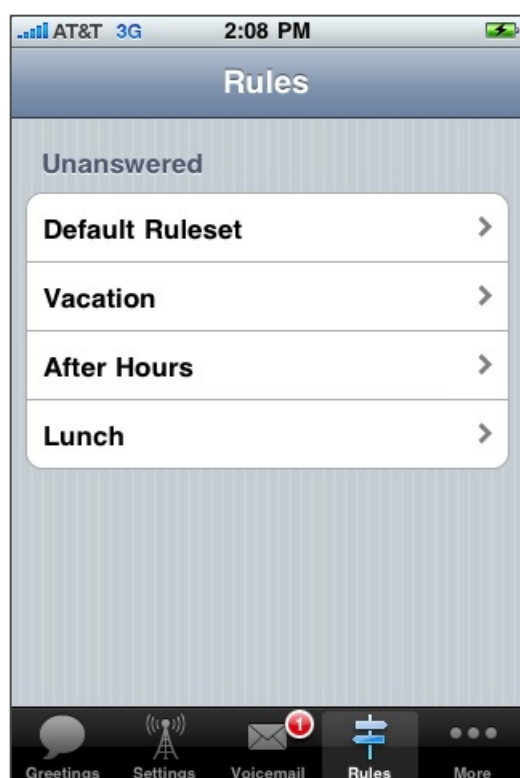 AT&T 3G 2:08 PM
Rules
Unanswered
Default Ruleset
Vacation
After Hours
Lunch
1
Greetings Settings Voicemail Rules More